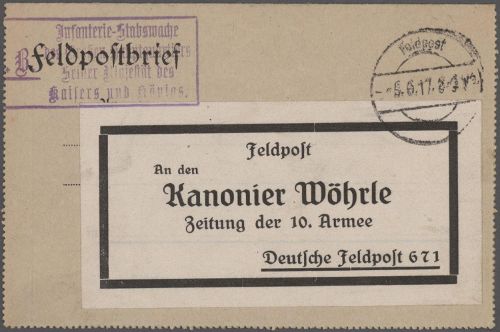 Infanterie-Stabswache
Seiner Majestät des
Kaisers und Königs.
Feldpostbrief
Feldpost
5.6.17.
Feldpost
An den
Kanonier Wöhrle
Zeitung der 10. Armee
Deutsche Feldpost 671